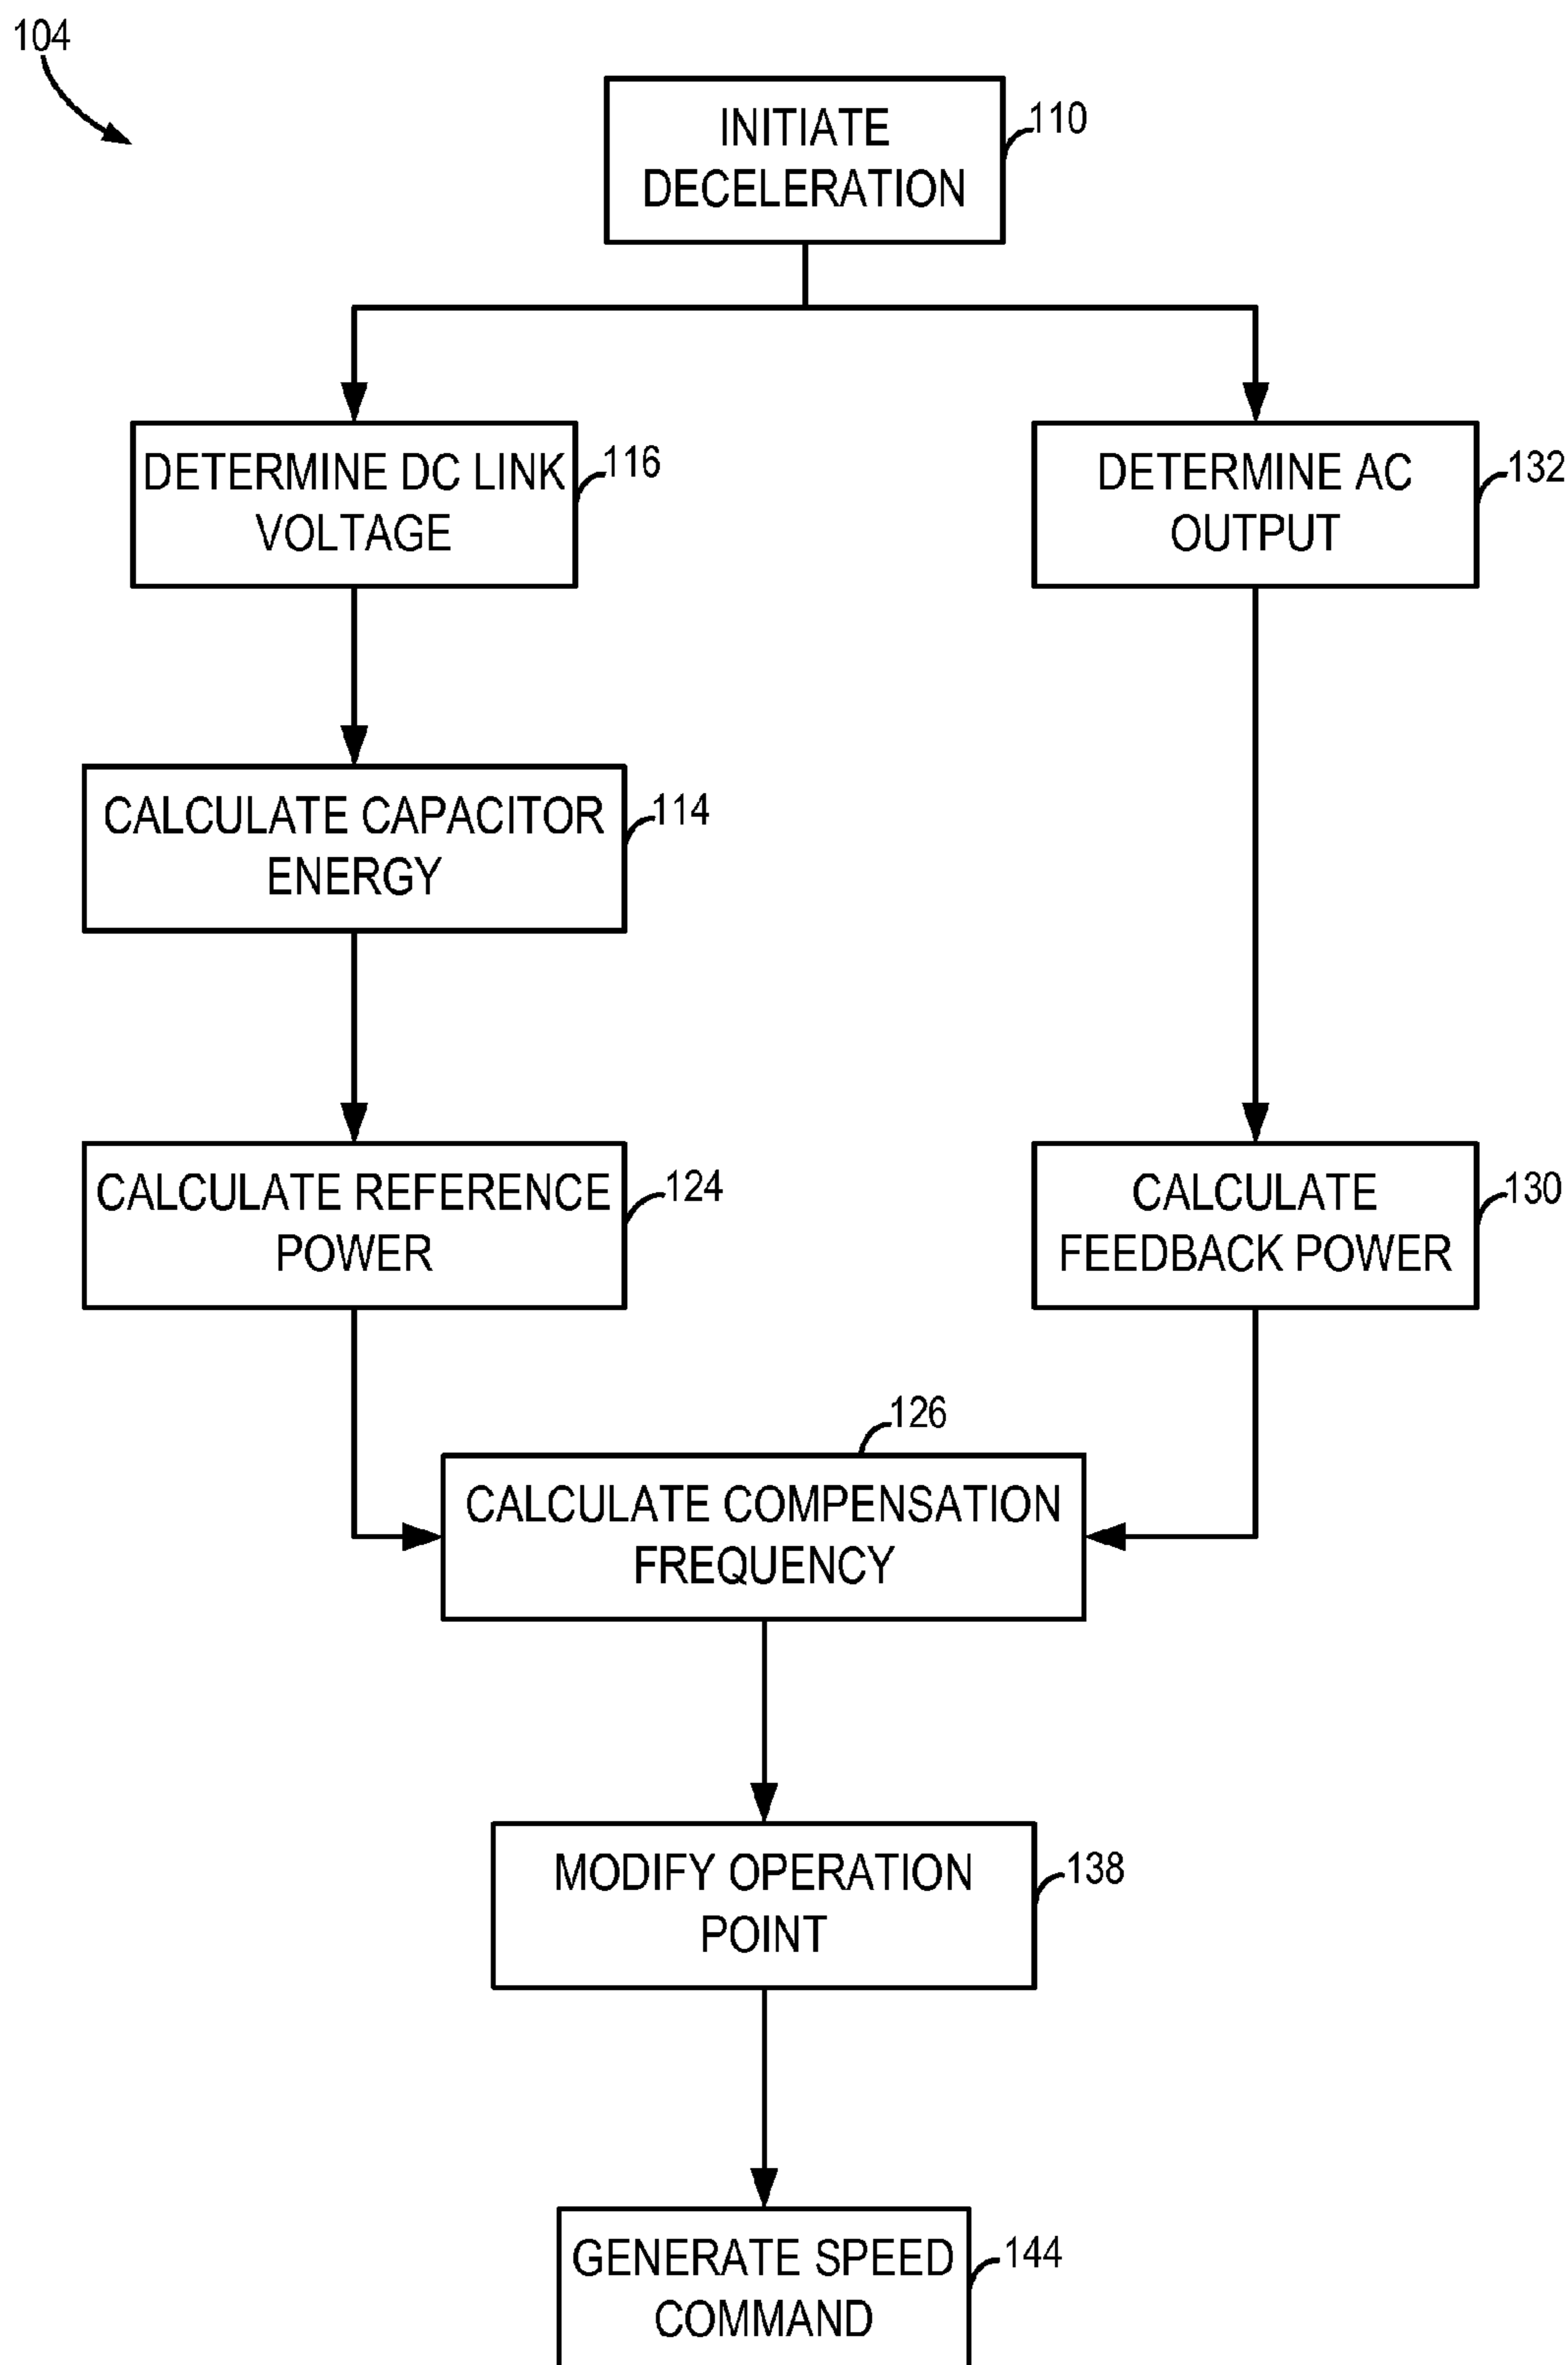 104
INITIATE
DECELERATION
110
DETERMINE DC LINK
VOLTAGE
116
DETERMINE AC
OUTPUT
132
CALCULATE CAPACITOR
ENERGY
114
CALCULATE REFERENCE
POWER
124
CALCULATE
FEEDBACK POWER
130
126
CALCULATE COMPENSATION
FREQUENCY
MODIFY OPERATION
POINT
138
GENERATE SPEED
COMMAND
144